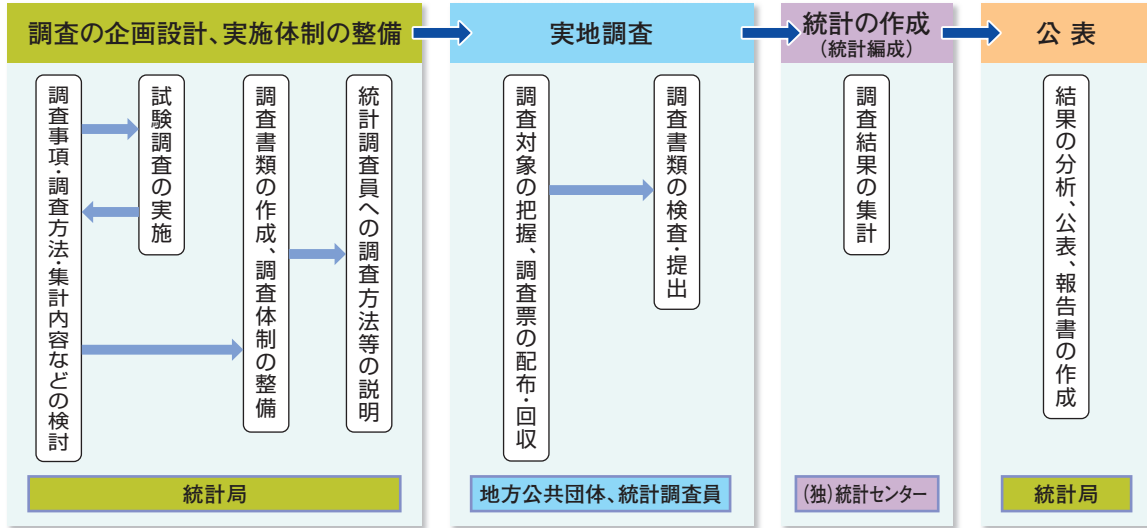 調査の企画設計、実施体制の整備
調査事項・調査方法・集計内容などの検討
試験調査の実施
調査書類の作成、調査体制の整備
統計調査員への調査方法等の説明
統計局
実地調査
調査対象の把握、調査票の配布・回収
調査書類の検査・提出
地方公共団体、統計調査員
統計の作成
(統計編成)
調査結果の集計
(独)統計センター
公表
結果の分析、公表、報告書の作成
統計局